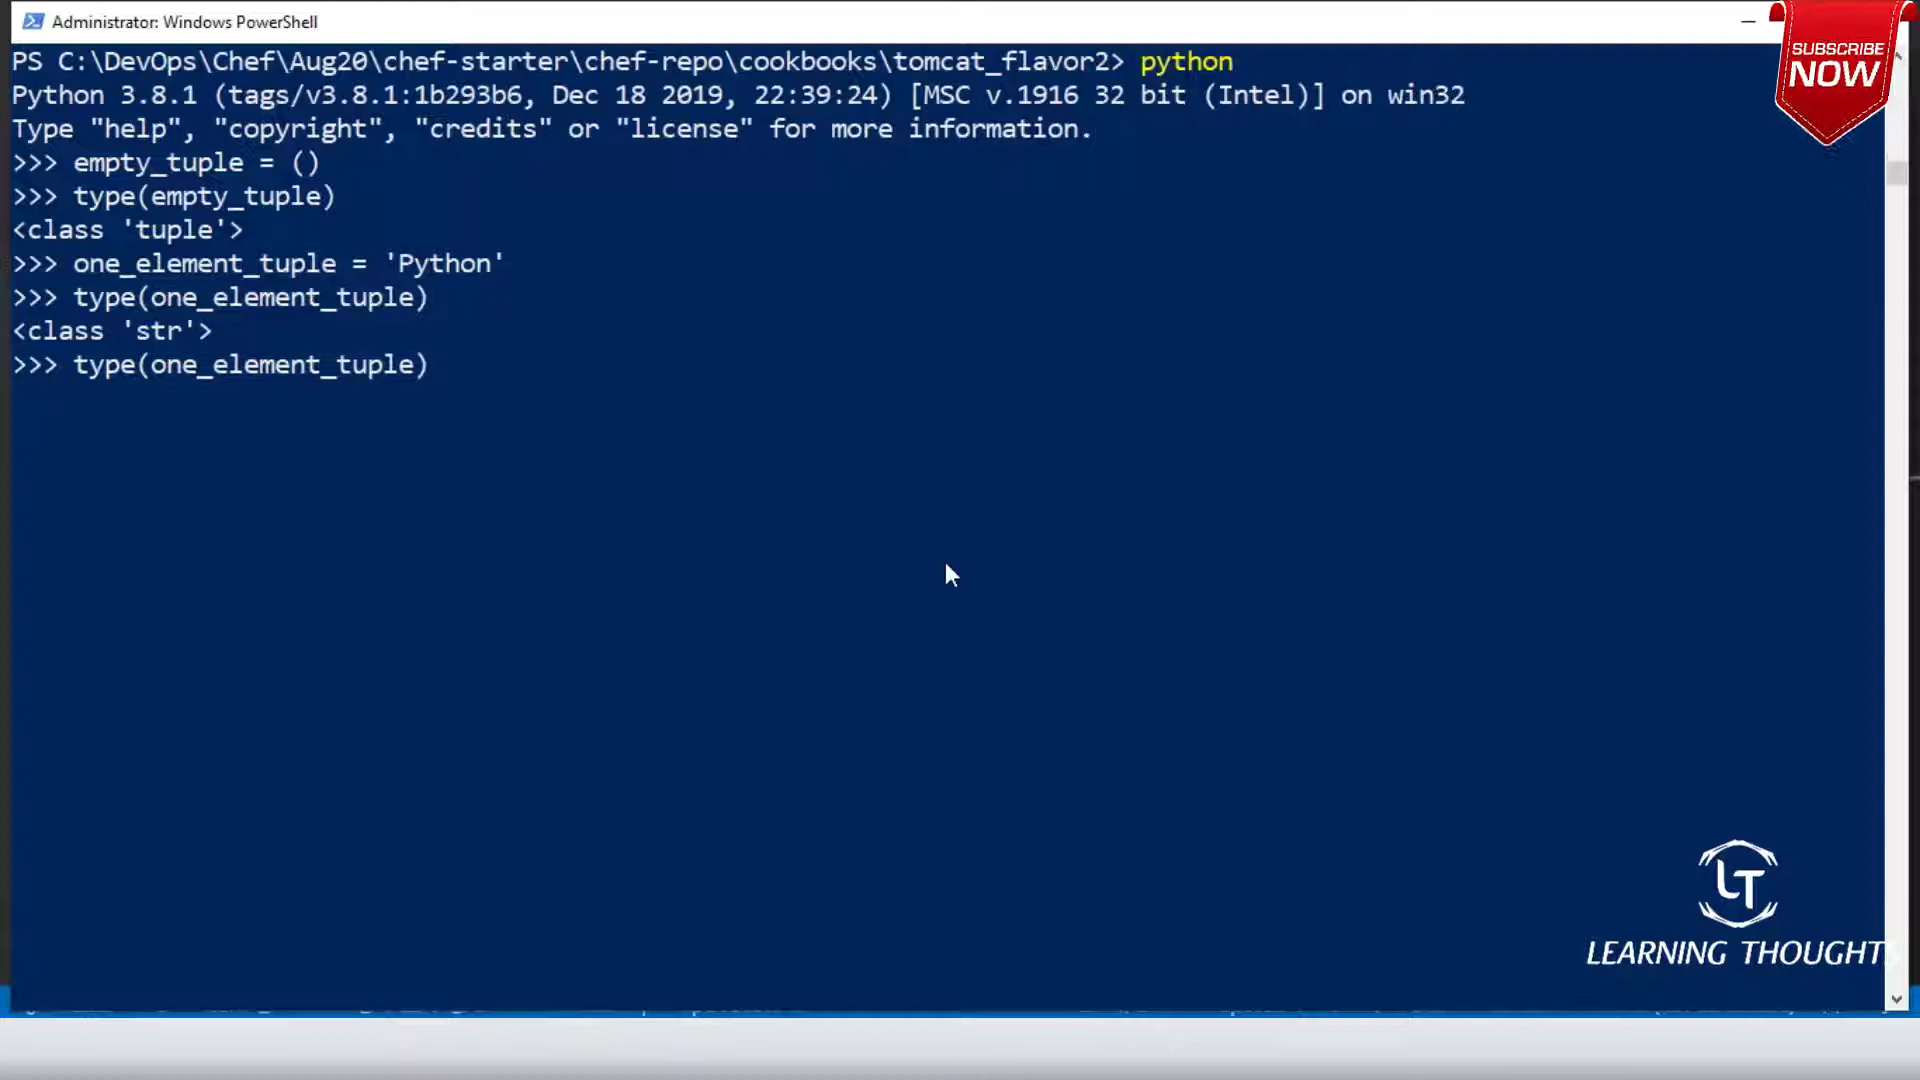 Administrator: Windows PowerShell
SUBSCRIBE
NOW
PS C:\DevOps\Chef\Aug20\chef-starter\chef-repo\cookbooks\tomcat_flavor2> python
Python 3.8.1 (tags/v3.8.1:1b293b6, Dec 18 2019, 22:39:24) [MSC v.1916 32 bit (Intel)] on win32
Type "help", "copyright", "credits" or "license" for more information.
>>> empty_tuple = ()
>>> type(empty_tuple)
<class 'tuple'>
>>> one_element_tuple = 'Python'
>>> type(one_element_tuple)
<class 'str'>
>>> type(one_element_tuple)
LT
LEARNING THOUGHTS